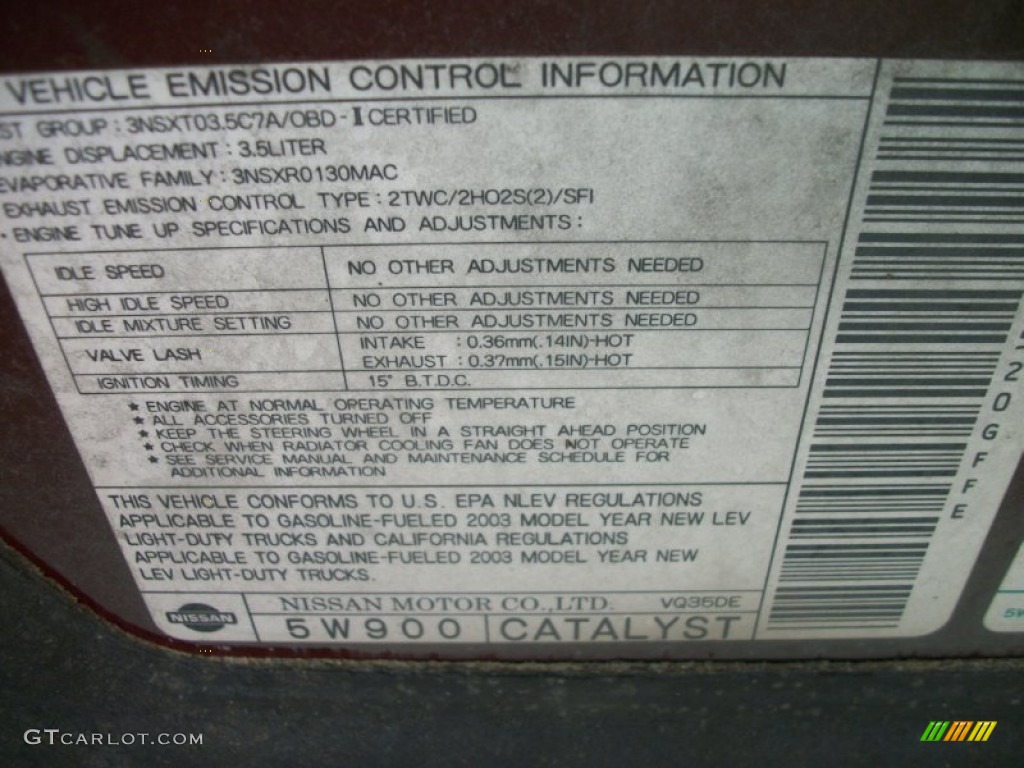 VEHICLE EMISSION CONTROL INFORMATION
ST GROUP : 3NSXT03.5C7A/OBD - II CERTIFIED
NGINE DISPLACEMENT : 3.5LITER
EVAPORATIVE FAMILY : 3NSXR0130MAC
EXHAUST EMISSION CONTROL TYPE : 2TWC/2HO2S(2)/SFI
• ENGINE TUNE UP SPECIFICATIONS AND ADJUSTMENTS :
IDLE SPEED NO OTHER ADJUSTMENTS NEEDED
HIGH IDLE SPEED NO OTHER ADJUSTMENTS NEEDED
IDLE MIXTURE SETTING NO OTHER ADJUSTMENTS NEEDED
VALVE LASH INTAKE : 0.36mm(.14IN)-HOT
EXHAUST : 0.37mm(.15IN)-HOT
IGNITION TIMING 15° B.T.D.C.
★ ENGINE AT NORMAL OPERATING TEMPERATURE
★ ALL ACCESSORIES TURNED OFF
★ KEEP THE STEERING WHEEL IN A STRAIGHT AHEAD POSITION
★ CHECK WHEN RADIATOR COOLING FAN DOES NOT OPERATE
★ SEE SERVICE MANUAL AND MAINTENANCE SCHEDULE FOR
ADDITIONAL INFORMATION
THIS VEHICLE CONFORMS TO U.S. EPA NLEV REGULATIONS
APPLICABLE TO GASOLINE-FUELED 2003 MODEL YEAR NEW LEV
LIGHT-DUTY TRUCKS AND CALIFORNIA REGULATIONS
APPLICABLE TO GASOLINE-FUELED 2003 MODEL YEAR NEW
LEV LIGHT-DUTY TRUCKS.
NISSAN
NISSAN MOTOR CO.,LTD. VQ35DE
5W900 CATALYST
20GFFE
5W
GTCARLOT.COM